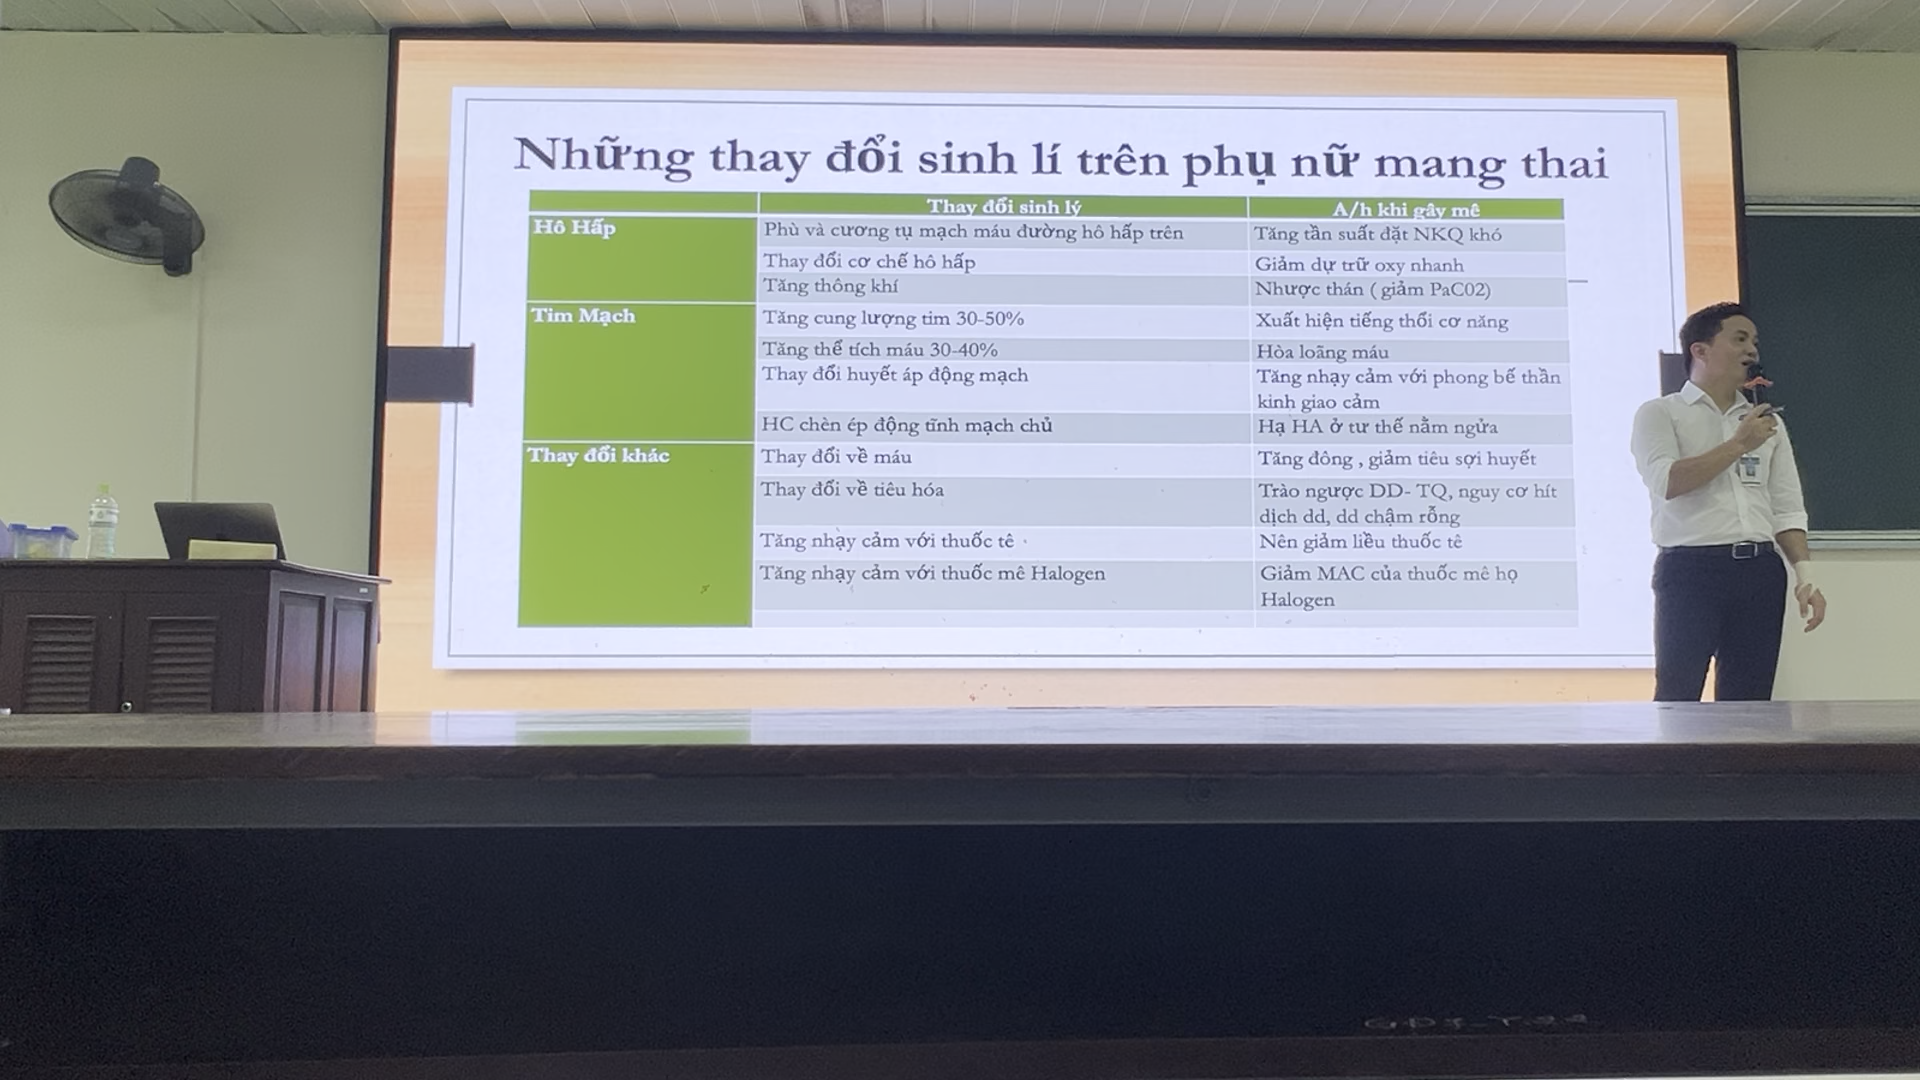 Những thay đổi sinh lí trên phụ nữ mang thai
Thay đổi sinh lý A/h khi gây mê
Hô Hấp Phù và cương tụ mạch máu đường hô hấp trên Tăng tần suất đặt NKQ khó
Thay đổi cơ chế hô hấp Giảm dự trữ oxy nhanh
Tăng thông khí Nhược thán ( giảm PaC02)
Tim Mạch Tăng cung lượng tim 30-50% Xuất hiện tiếng thổi cơ năng
Tăng thể tích máu 30-40% Hòa loãng máu
Thay đổi huyết áp động mạch Tăng nhạy cảm với phong bế thần
kinh giao cảm
HC chèn ép động tĩnh mạch chủ Hạ HA ở tư thế nằm ngửa
Thay đổi khác Thay đổi về máu Tăng đông , giảm tiêu sợi huyết
Thay đổi về tiêu hóa Trào ngược DD- TQ, nguy cơ hít
dịch dd, dd chậm rỗng
Tăng nhạy cảm với thuốc tê Nên giảm liều thuốc tê
Tăng nhạy cảm với thuốc mê Halogen Giảm MAC của thuốc mê họ
Halogen